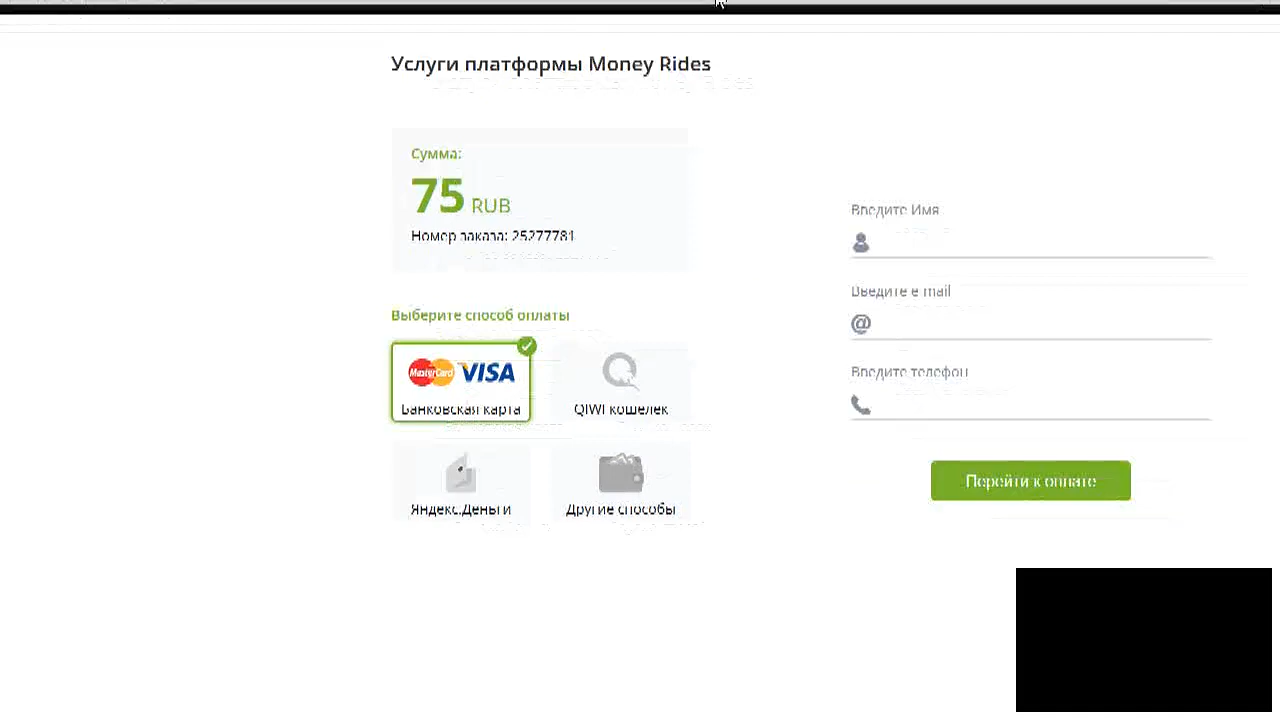 Услуги платформы Money Rides
Сумма:
75 RUB
Номер заказа: 25277781
Выберите способ оплаты
MasterCard VISA
Банковская карта
QIWI кошелек
Яндекс.Деньги
Другие способы
Введите Имя
Введите e-mail
@
Введите телефон
Перейти к оплате